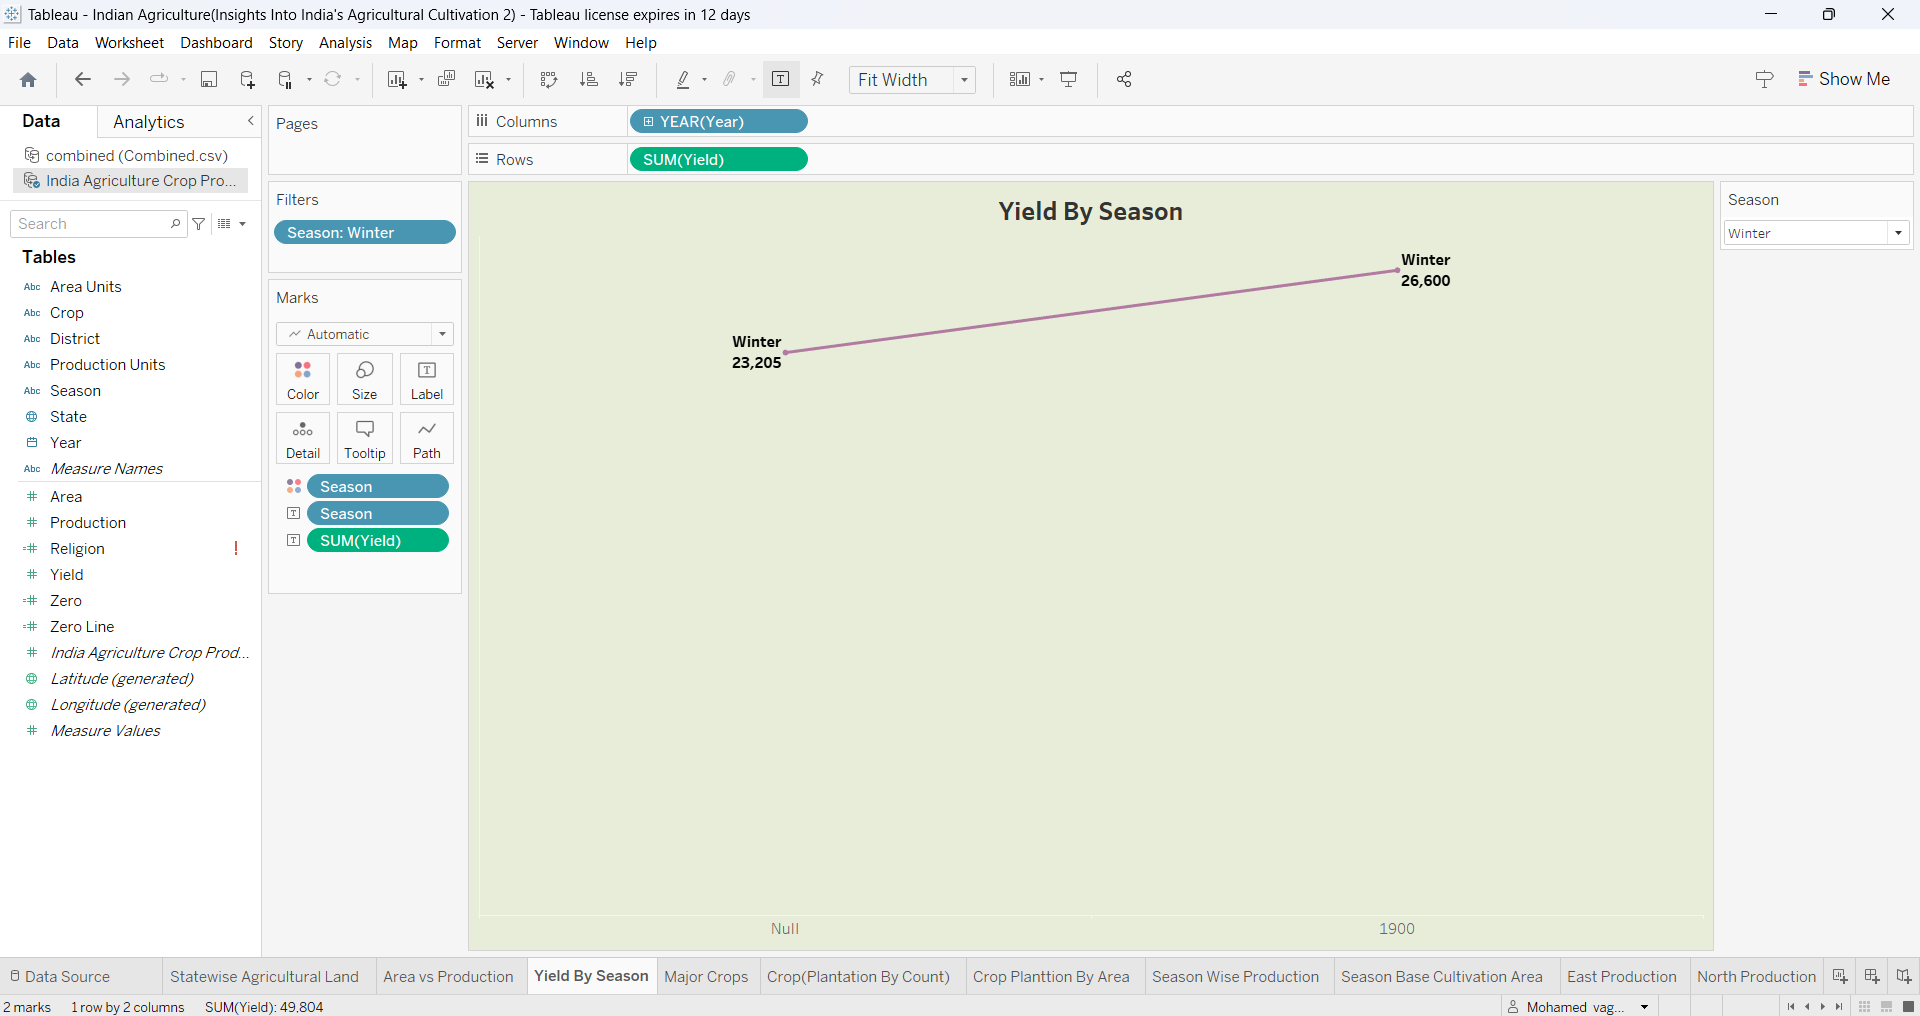 Tableau - Indian Agriculture(Insights Into India's Agricultural Cultivation 2) - Tableau license expires in 12 days
File Data Worksheet Dashboard Story Analysis Map Format Server Window Help
Fit Width
Show Me
Data Analytics
combined (Combined.csv)
India Agriculture Crop Pro...
Search
Tables
Abc Area Units
Abc Crop
Abc District
Abc Production Units
Abc Season
State
Year
Abc Measure Names
# Area
# Production
=# Religion !
# Yield
=# Zero
=# Zero Line
# India Agriculture Crop Prod...
Latitude (generated)
Longitude (generated)
# Measure Values
Pages
Filters
Season: Winter
Marks
Automatic
Color Size Label
Detail Tooltip Path
Season
T Season
T SUM(Yield)
Columns YEAR(Year)
Rows SUM(Yield)
Yield By Season
Winter
26,600
Winter
23,205
Null 1900
Season
Winter
Data Source Statewise Agricultural Land Area vs Production Yield By Season Major Crops Crop(Plantation By Count) Crop Planttion By Area Season Wise Production Season Base Cultivation Area East Production North Production
2 marks 1 row by 2 columns SUM(Yield): 49,804 Mohamed vag...